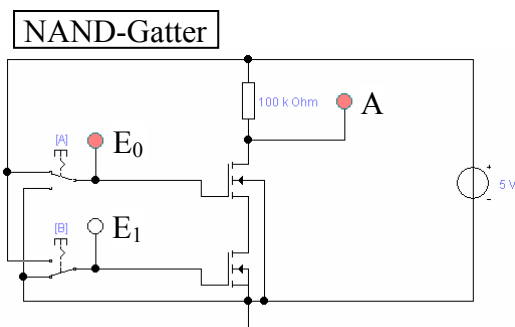 NAND-Gatter
100 k Ohm
A
[A]
E₀
+
5 V
-
[B]
E₁